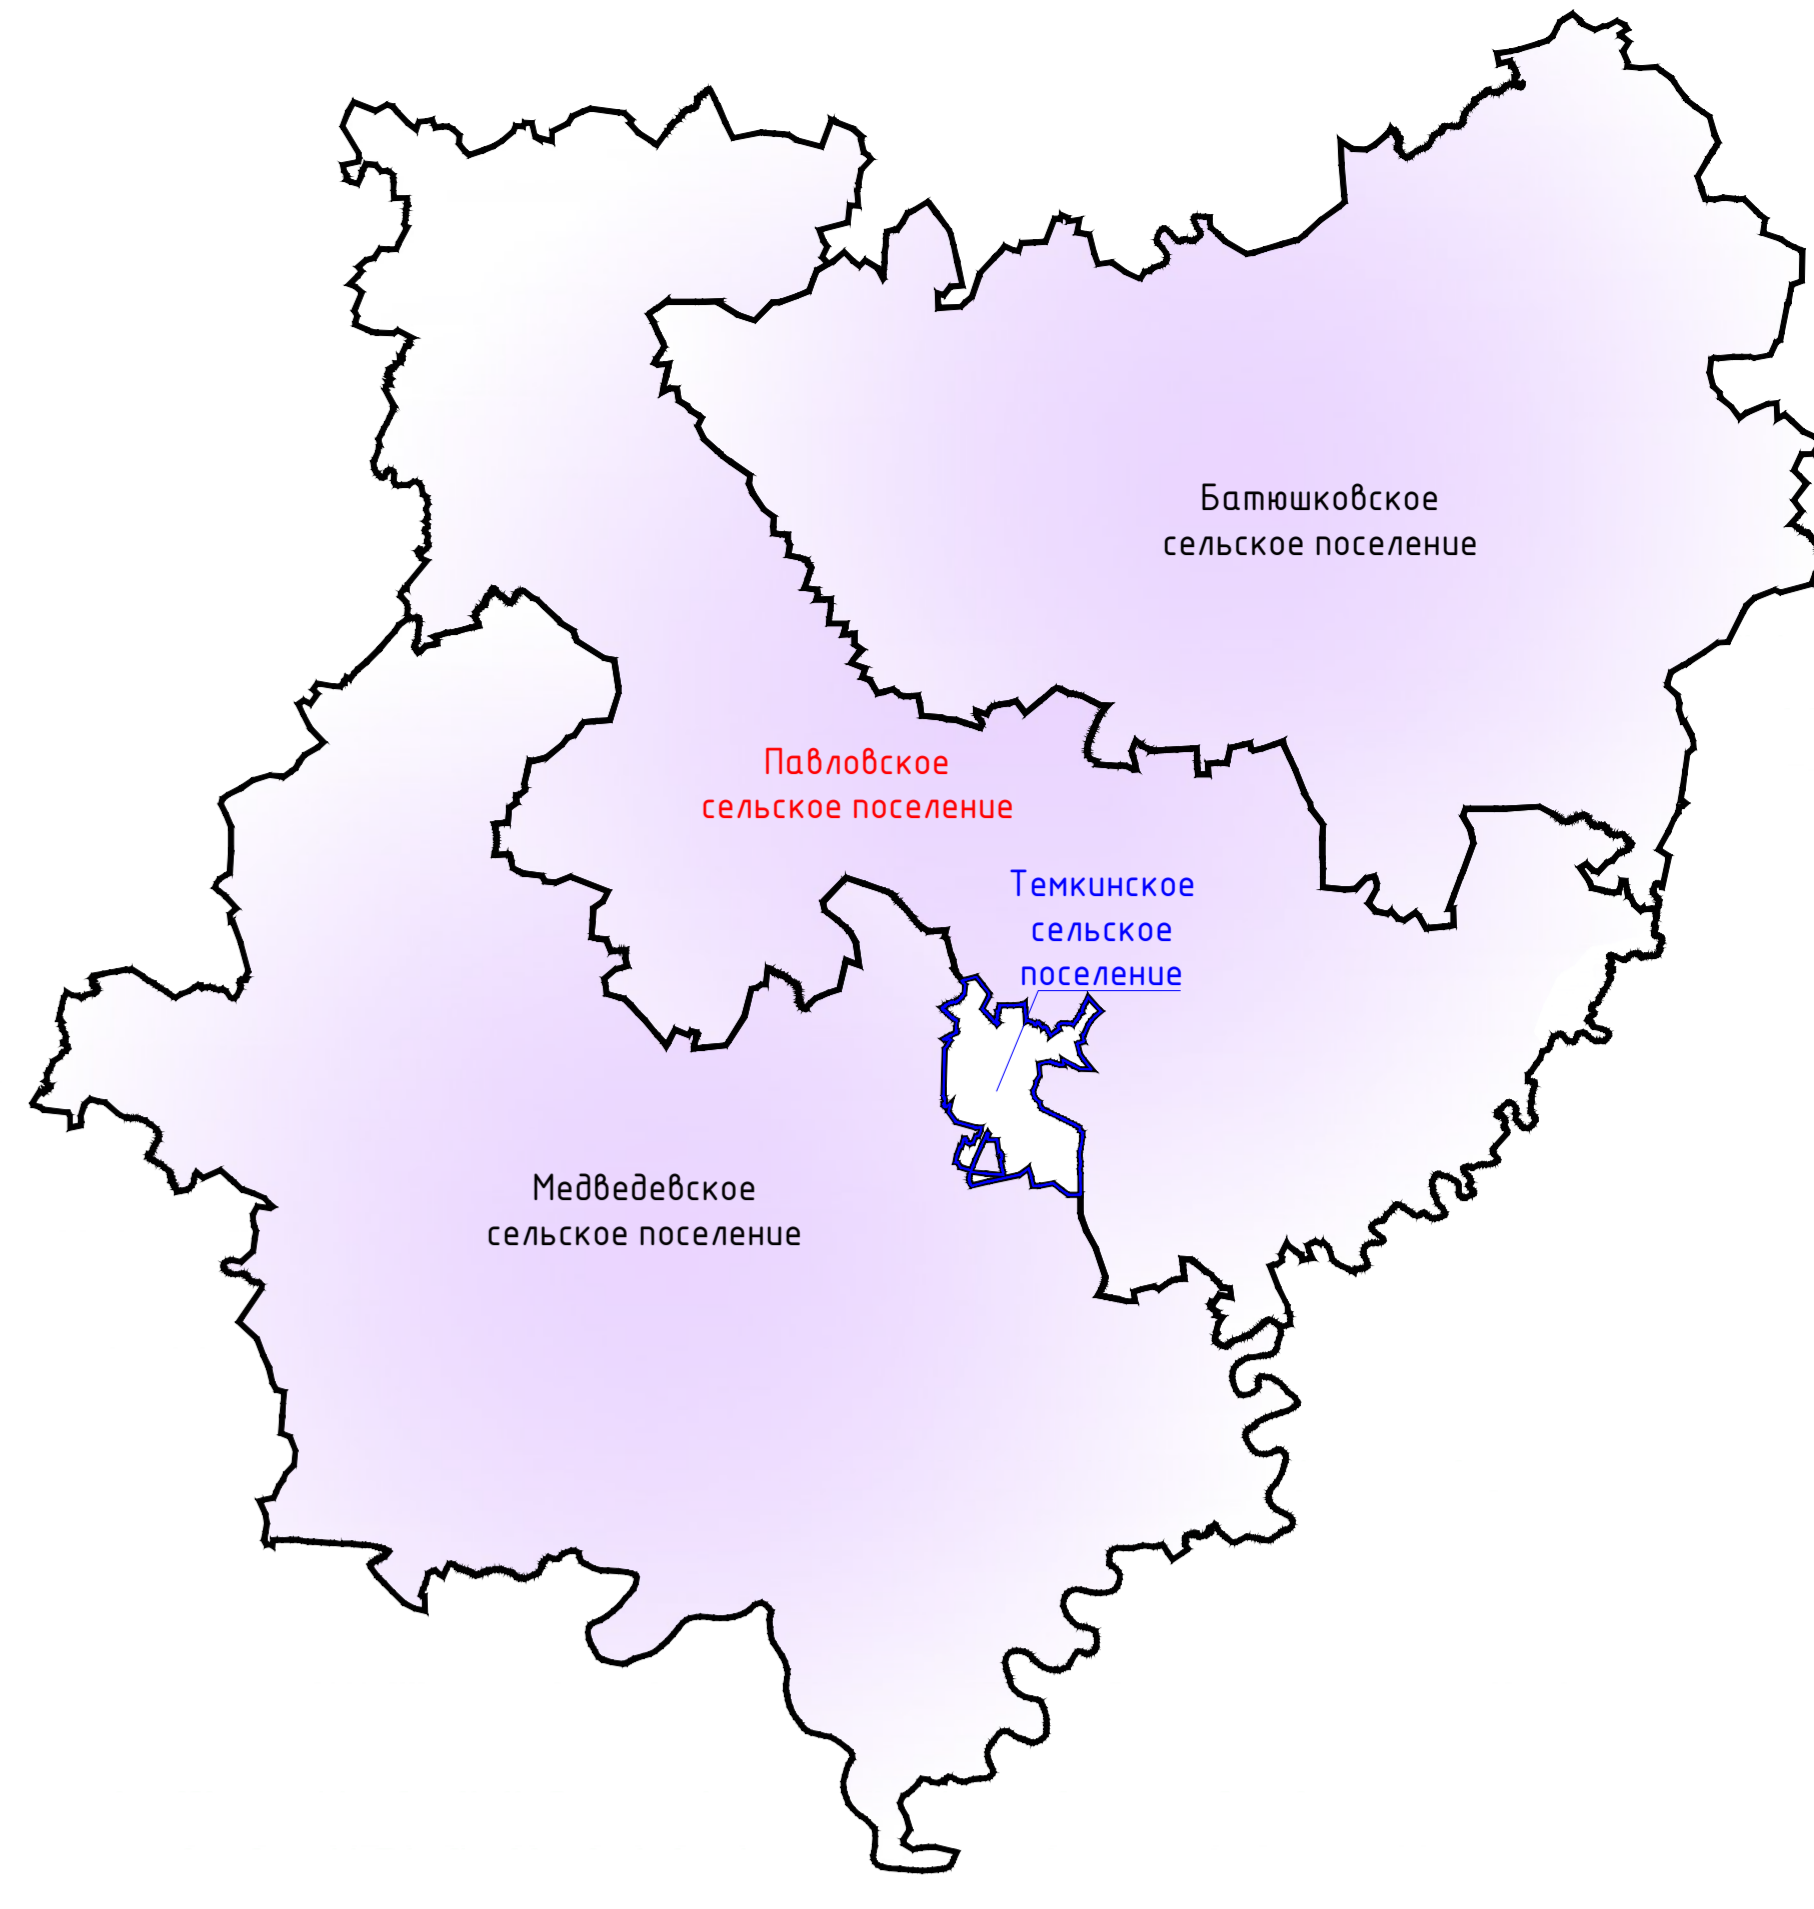 Батюшковское
сельское поселение
Павловское
сельское поселение
Темкинское
сельское
поселение
Медведевское
сельское поселение